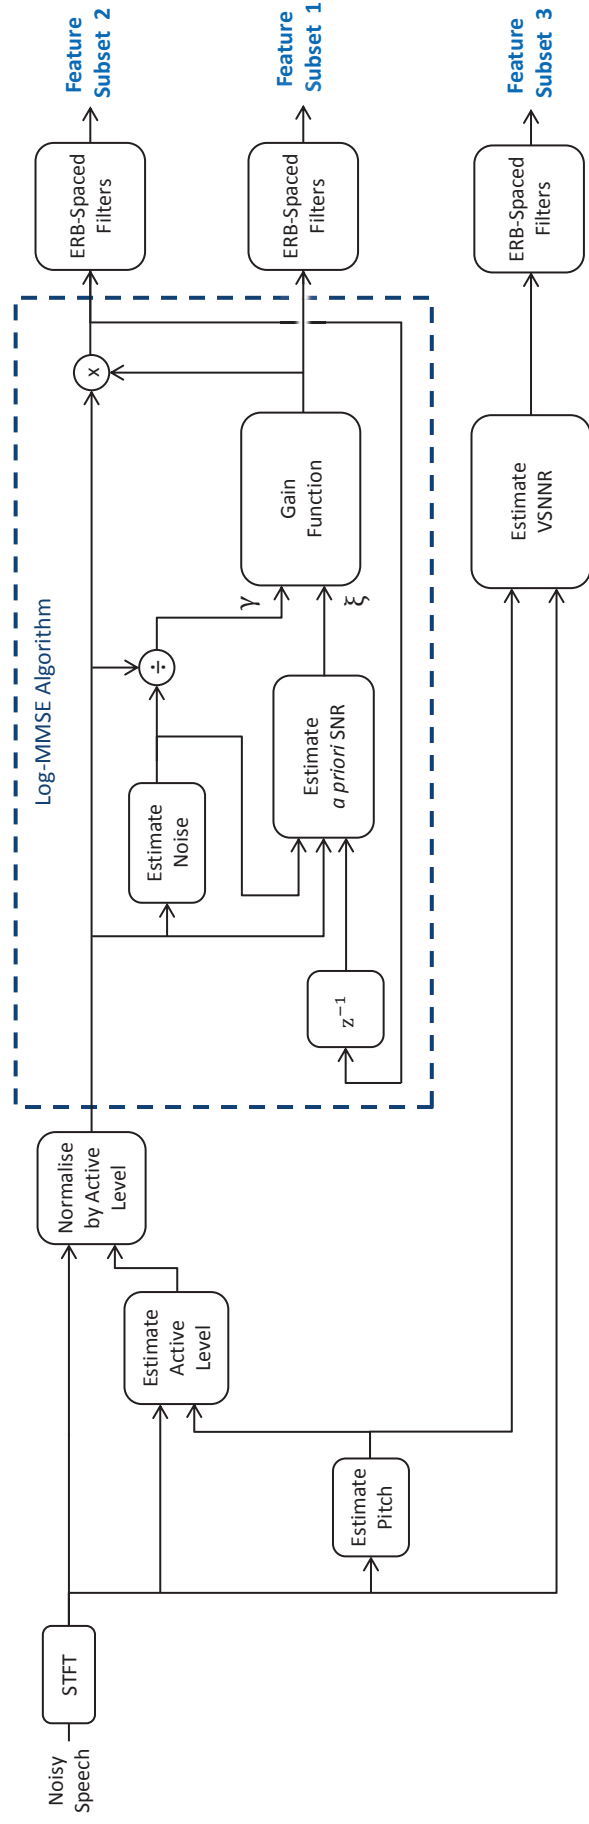 Noisy
Speech
STFT
Estimate
Pitch
Estimate
Active
Level
Normalise
by Active
Level
Log-MMSE Algorithm
z⁻¹
Estimate
Noise
Estimate
a priori SNR
÷
γ
ξ
Gain
Function
x
Estimate
VSNNR
ERB-Spaced
Filters
Feature
Subset 2
ERB-Spaced
Filters
Feature
Subset 1
ERB-Spaced
Filters
Feature
Subset 3